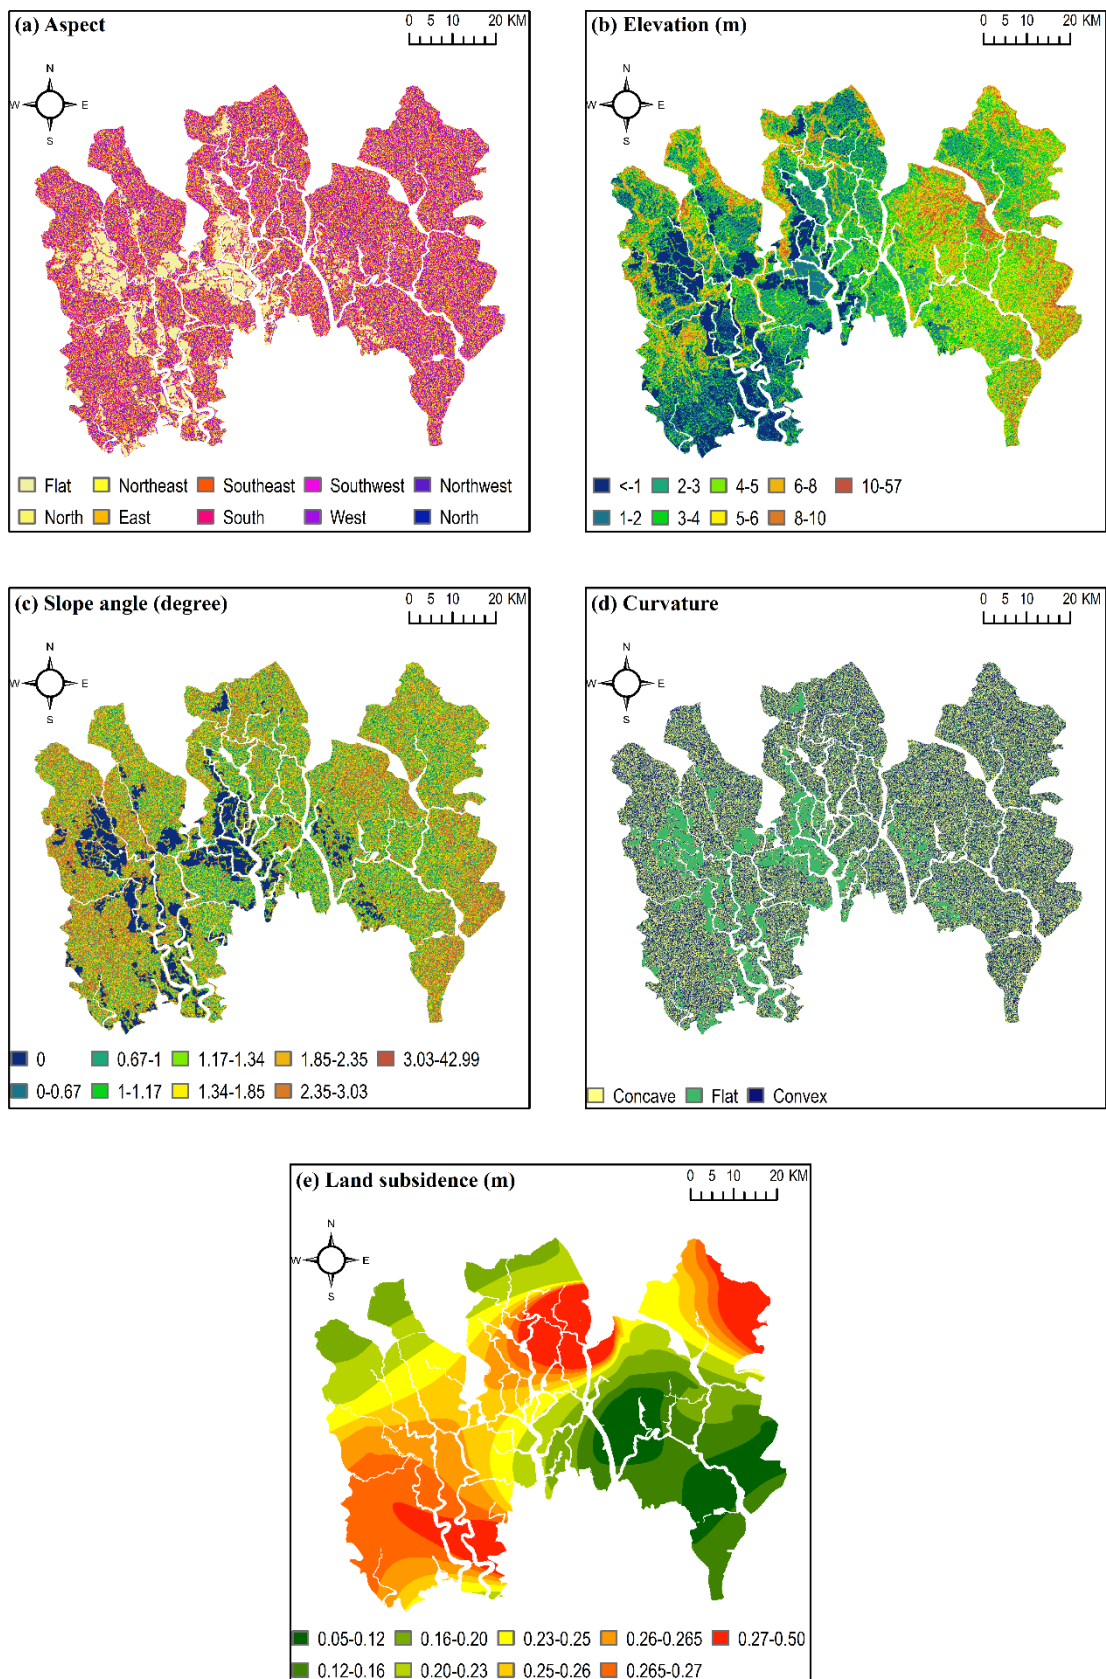 (a) Aspect
0 5 10 20 KM
N
W E
S
Flat Northeast Southeast Southwest Northwest
North East South West North
(b) Elevation (m)
0 5 10 20 KM
N
W E
S
<-1 2-3 4-5 6-8 10-57
1-2 3-4 5-6 8-10
(c) Slope angle (degree)
0 5 10 20 KM
N
W E
S
0 0.67-1 1.17-1.34 1.85-2.35 3.03-42.99
0-0.67 1-1.17 1.34-1.85 2.35-3.03
(d) Curvature
0 5 10 20 KM
N
W E
S
Concave Flat Convex
(e) Land subsidence (m)
0 5 10 20 KM
N
W E
S
0.05-0.12 0.16-0.20 0.23-0.25 0.26-0.265 0.27-0.50
0.12-0.16 0.20-0.23 0.25-0.26 0.265-0.27